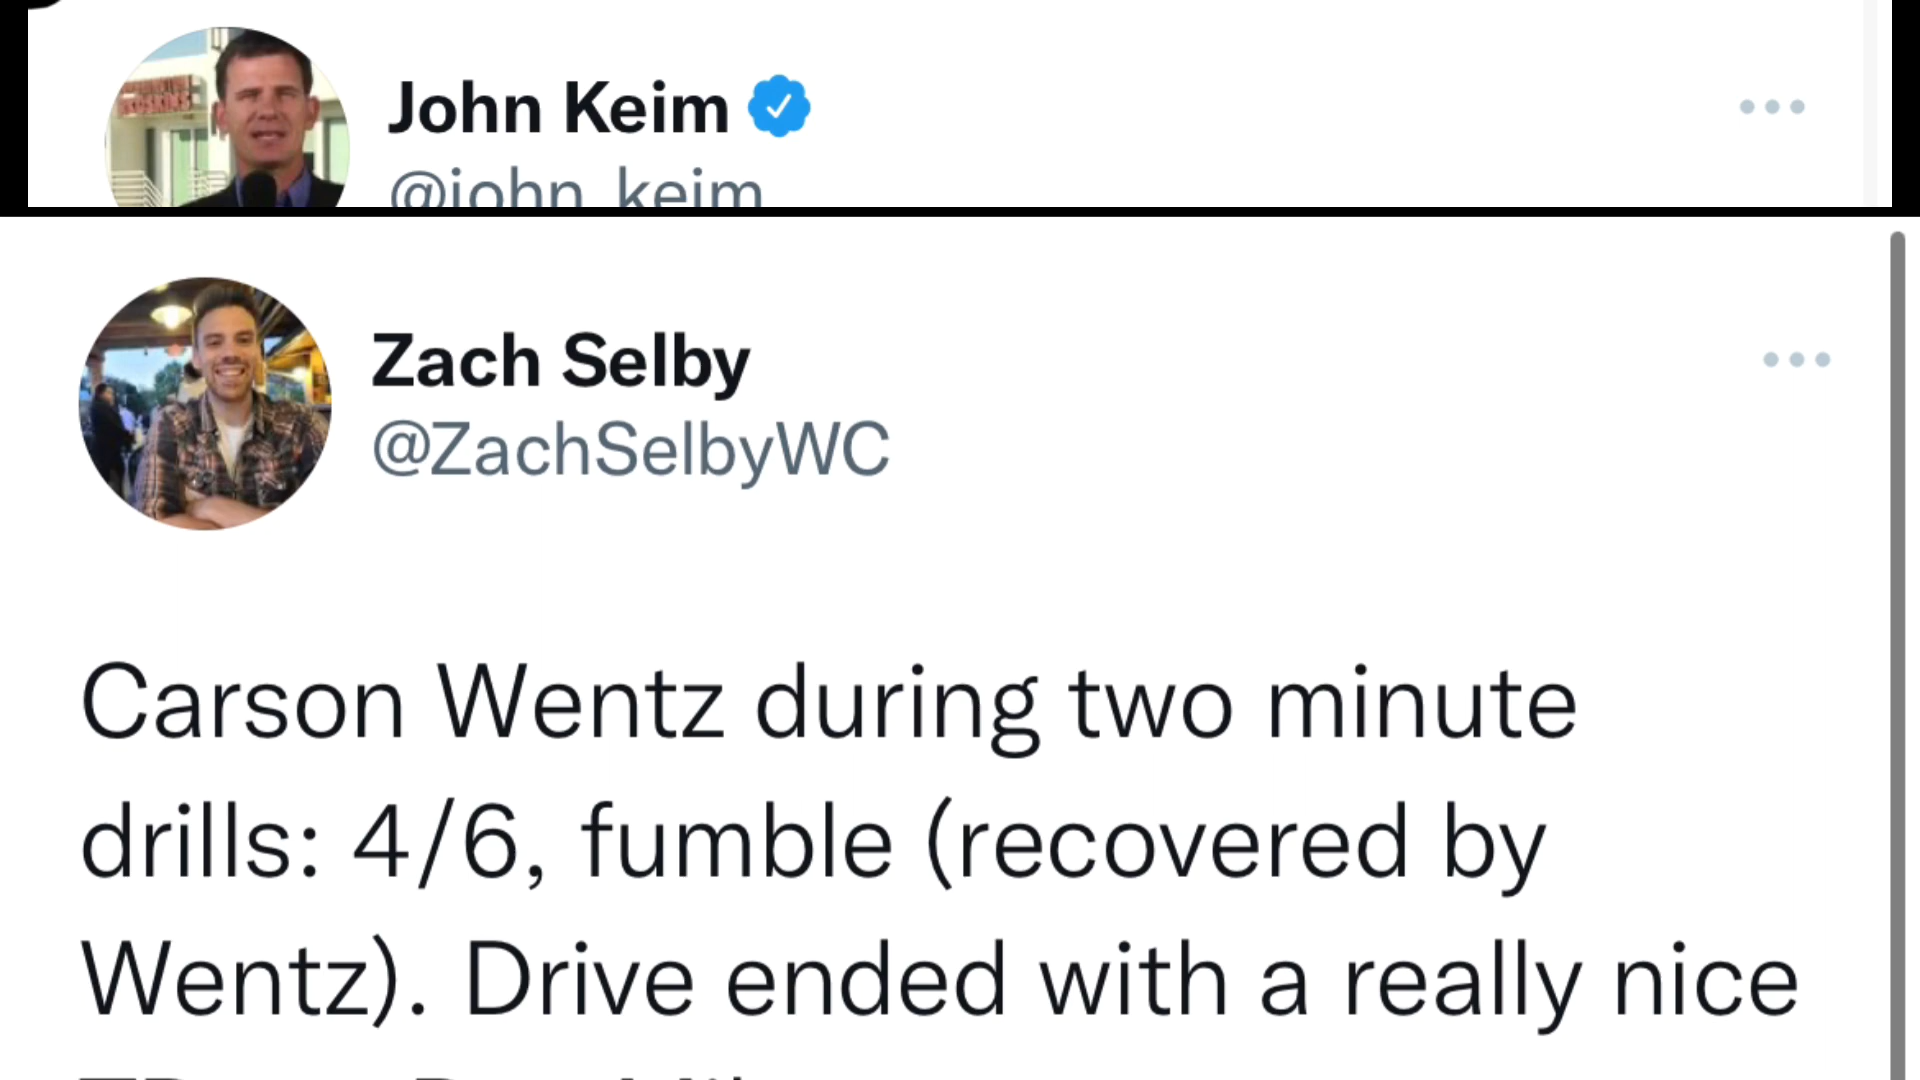 John Keim
@john_keim
Zach Selby
@ZachSelbyWC
Carson Wentz during two minute
drills: 4/6, fumble (recovered by
Wentz). Drive ended with a really nice